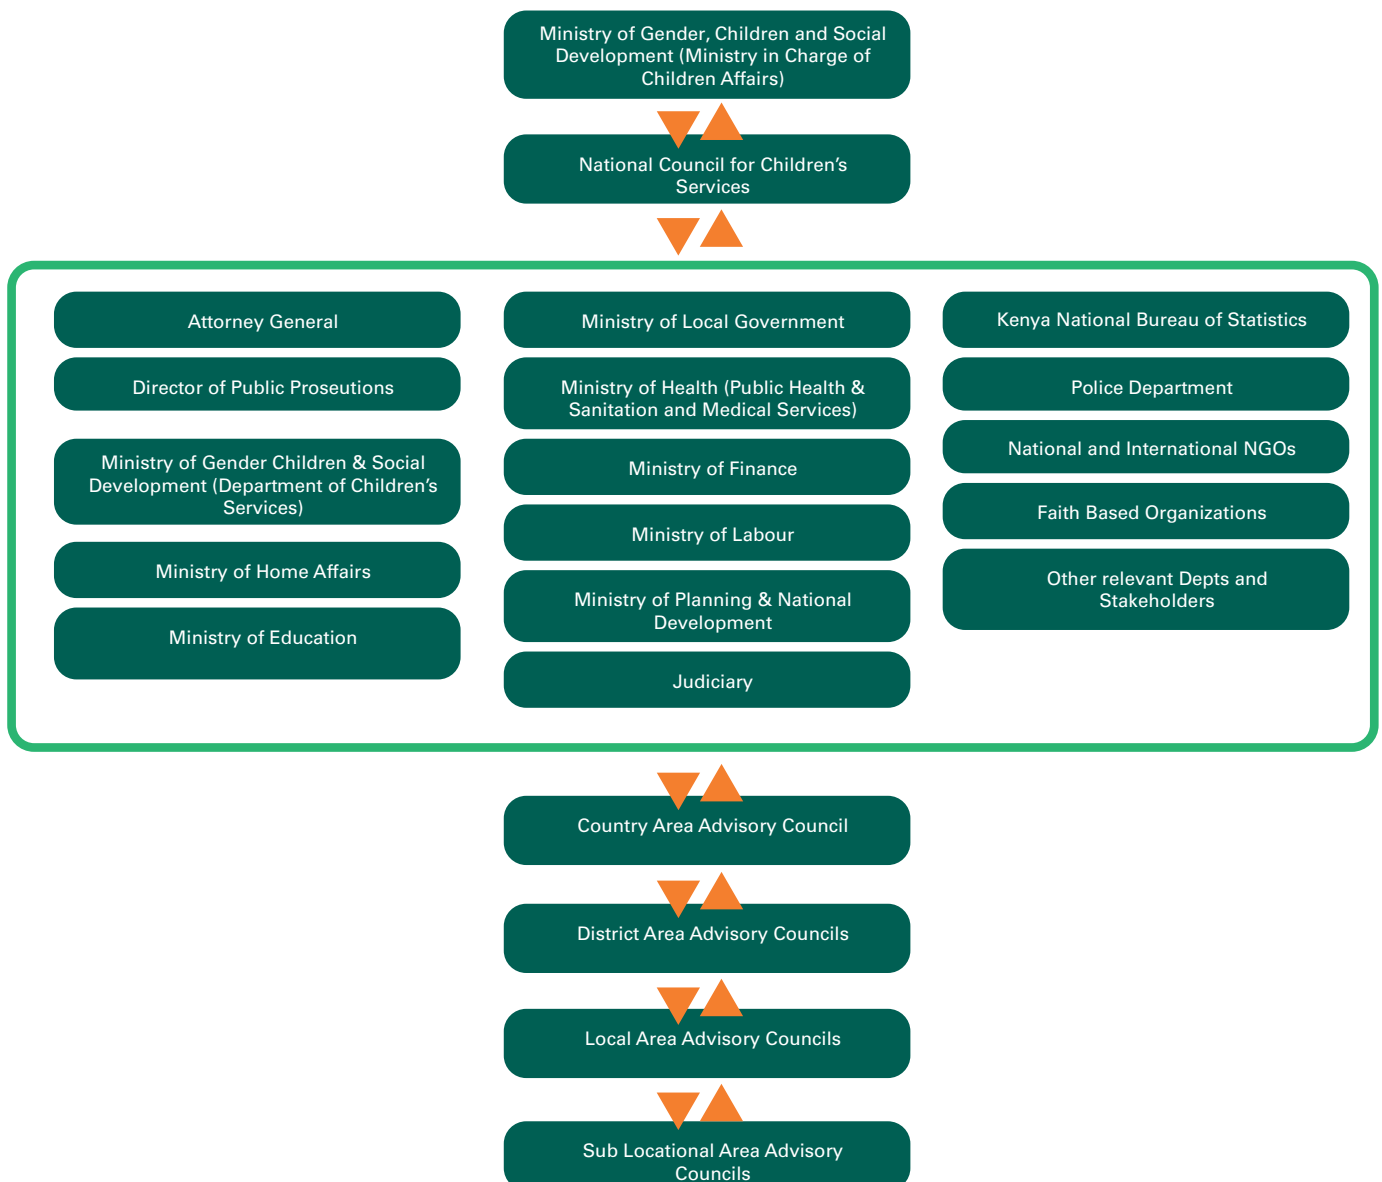 Ministry of Gender, Children and Social
Development (Ministry in Charge of
Children Affairs)
National Council for Children's
Services
Attorney General
Director of Public Proseutions
Ministry of Gender Children & Social
Development (Department of Children's
Services)
Ministry of Home Affairs
Ministry of Education
Ministry of Local Government
Ministry of Health (Public Health &
Sanitation and Medical Services)
Ministry of Finance
Ministry of Labour
Ministry of Planning & National
Development
Judiciary
Kenya National Bureau of Statistics
Police Department
National and International NGOs
Faith Based Organizations
Other relevant Depts and
Stakeholders
Country Area Advisory Council
District Area Advisory Councils
Local Area Advisory Councils
Sub Locational Area Advisory
Councils